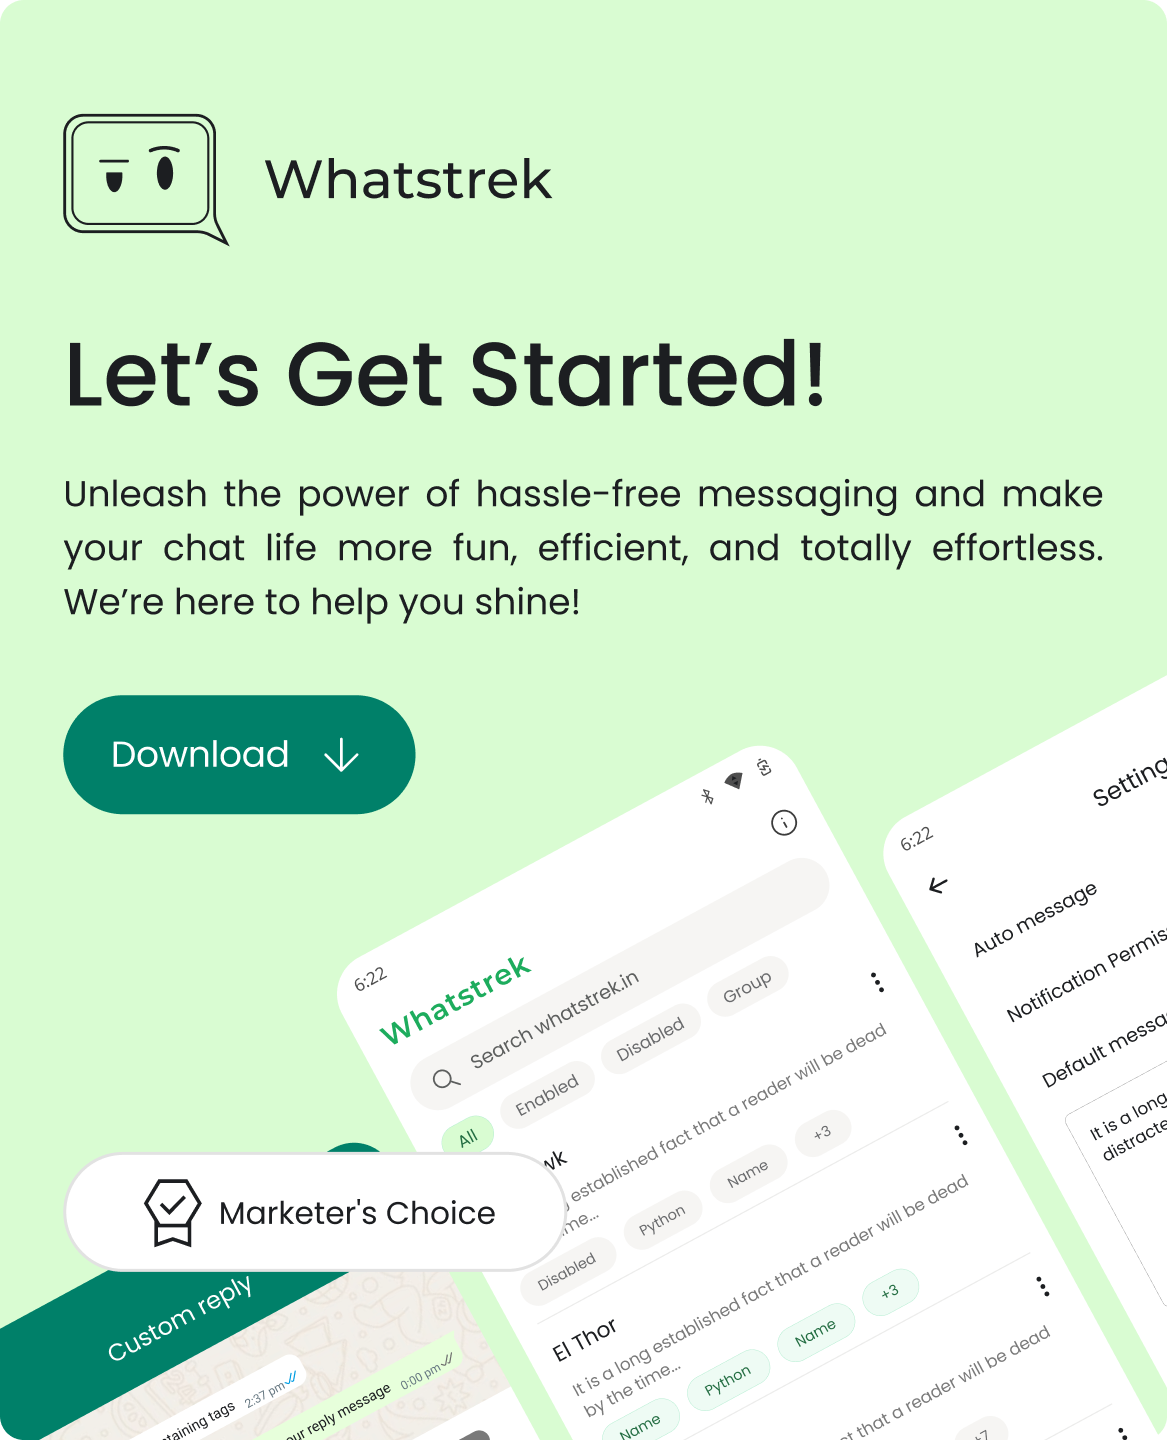 Whatstrek
Let’s Get Started!
Unleash the power of hassle-free messaging and make
your chat life more fun, efficient, and totally effortless.
We’re here to help you shine!
Download
6:22
Whatstrek
Search whatstrek.in
All
Enabled
Disabled
Group
wk
established fact that a reader will be dead
me...
Disabled
Python
Name
+3
El Thor
It is a long established fact that a reader will be dead
by the time...
Name
Python
Name
+3
ct that a reader will be dead
+7
6:22
Setting
Auto message
Notification Permis
Default messa
It is a long
distracte
Marketer's Choice
Custom reply
taining tags 2:37 pm
our reply message 0:00 pm